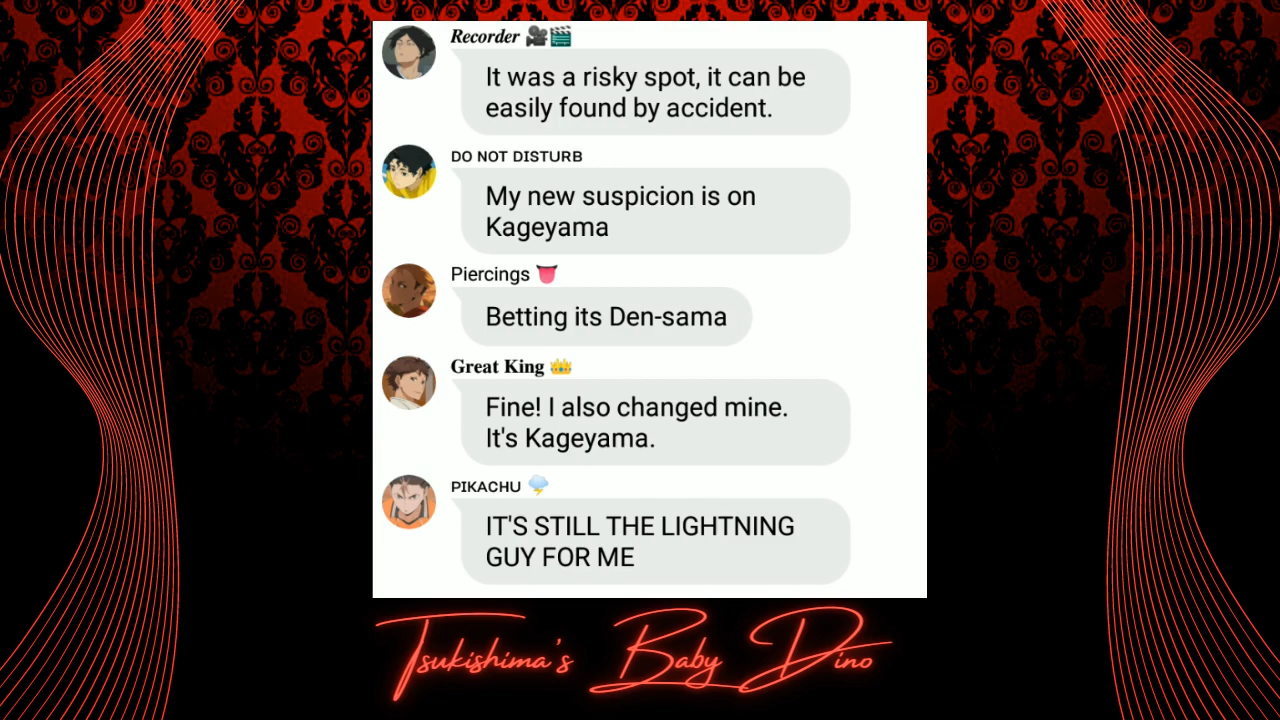 Recorder 🎥🎬
It was a risky spot, it can be
easily found by accident.
DO NOT DISTURB
My new suspicion is on
Kageyama
Piercings 👅
Betting its Den-sama
Great King 👑
Fine! I also changed mine.
It's Kageyama.
PIKACHU 🌩️
IT'S STILL THE LIGHTNING
GUY FOR ME
Tsukishima's Baby Dino